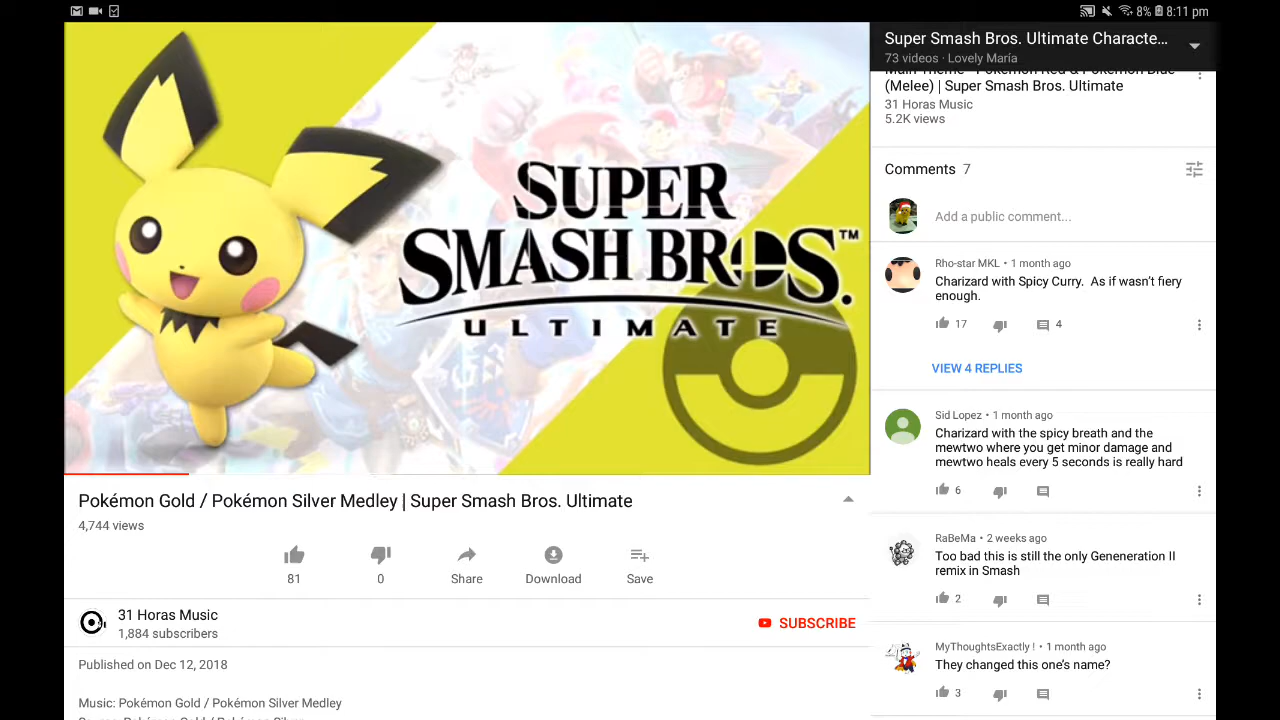 8% 8:11 pm
SUPER
SMASH BROS.™
ULTIMATE
Pokémon Gold / Pokémon Silver Medley | Super Smash Bros. Ultimate
4,744 views
81
0
Share
Download
Save
31 Horas Music
1,884 subscribers
SUBSCRIBE
Published on Dec 12, 2018
Music: Pokémon Gold / Pokémon Silver Medley
Super Smash Bros. Ultimate Characte...
73 videos · Lovely María
Main Theme - Pokémon Red & Pokémon Blue
(Melee) | Super Smash Bros. Ultimate
31 Horas Music
5.2K views
Comments 7
Add a public comment...
Rho-star MKL • 1 month ago
Charizard with Spicy Curry. As if wasn't fiery
enough.
17 4
VIEW 4 REPLIES
Sid Lopez • 1 month ago
Charizard with the spicy breath and the
mewtwo where you get minor damage and
mewtwo heals every 5 seconds is really hard
6
RaBeMa • 2 weeks ago
Too bad this is still the only Geneneration II
remix in Smash
2
MyThoughtsExactly ! • 1 month ago
They changed this one's name?
3